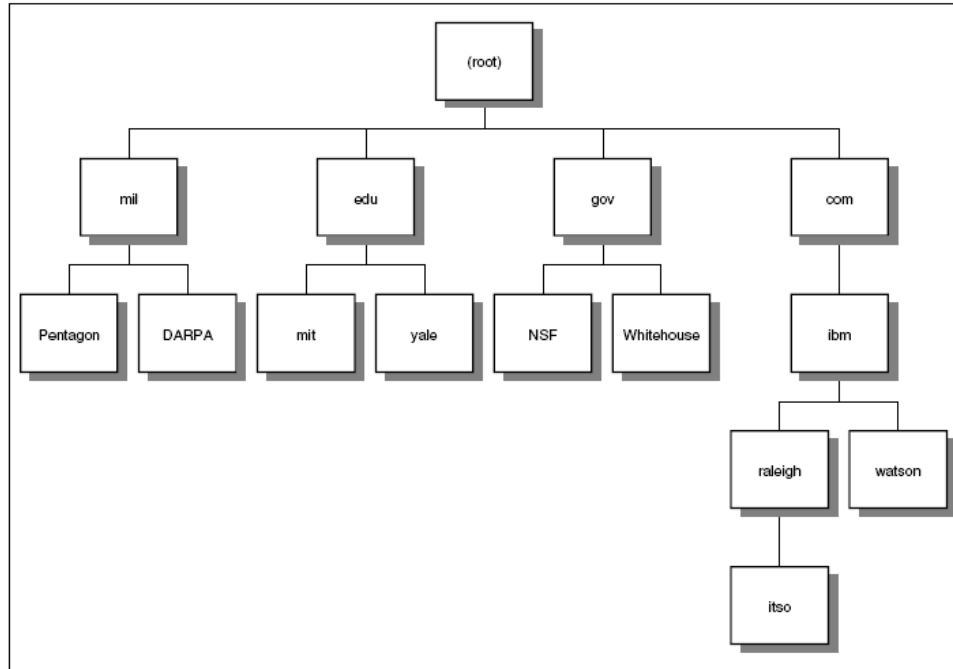 (root)
mil
edu
gov
com
Pentagon
DARPA
mit
yale
NSF
Whitehouse
ibm
raleigh
watson
itso